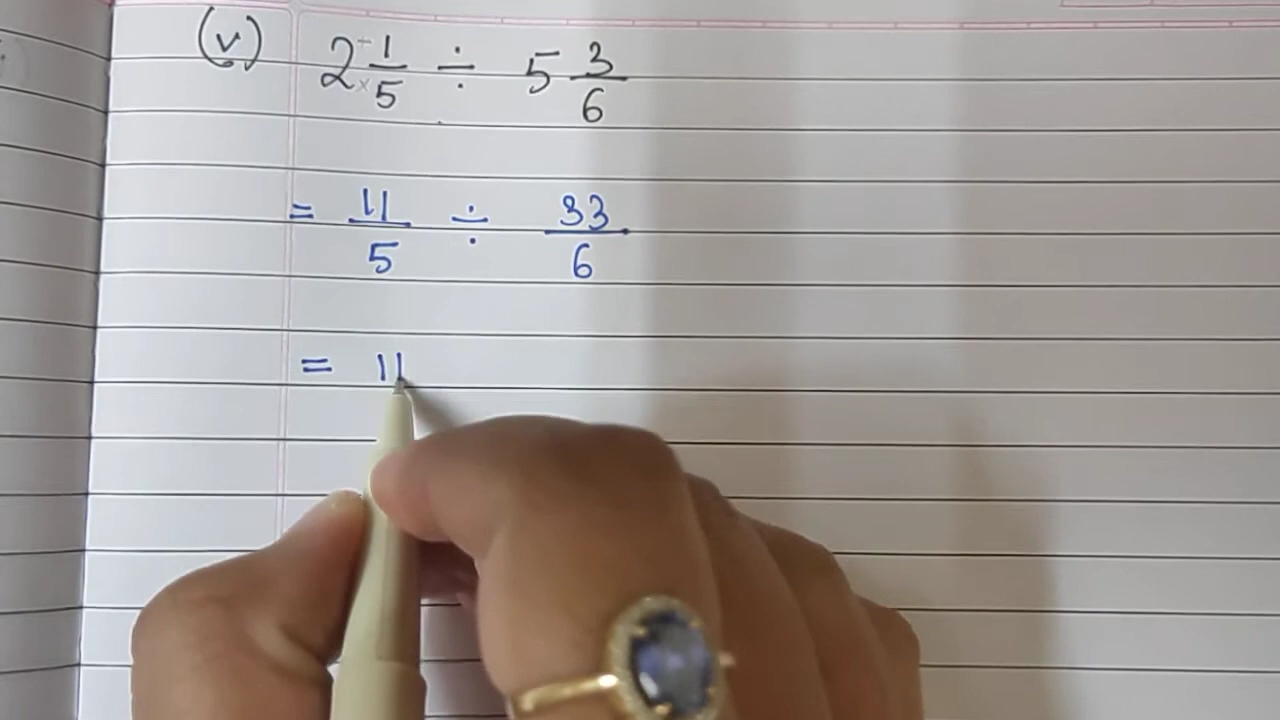 (v) 2 1/5 ÷ 5 3/6
= 11/5 ÷ 33/6
= 11